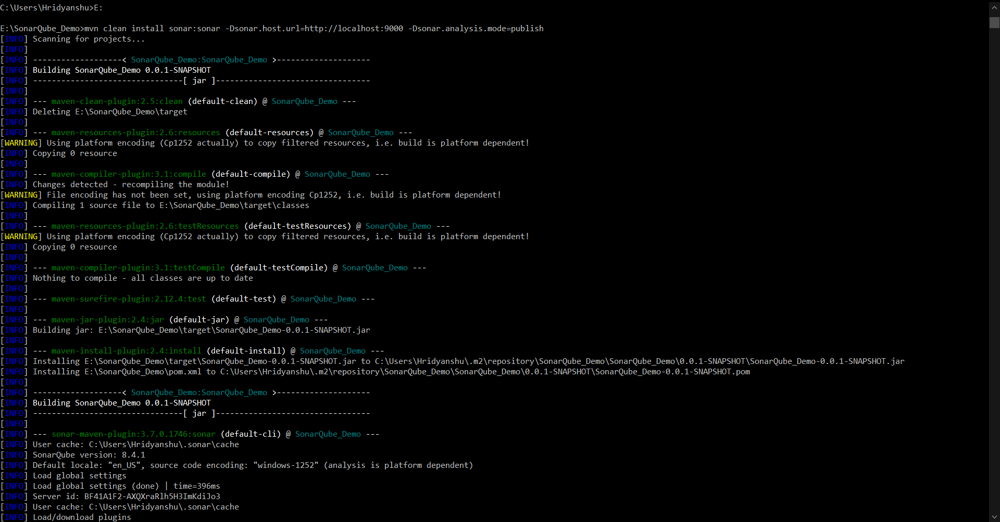 C:\Users\Hridyanshu>E:
E:\SonarQube_Demo>mvn clean install sonar:sonar -Dsonar.host.url=http://localhost:9000 -Dsonar.analysis.mode=publish
[INFO] Scanning for projects...
[INFO]
[INFO] -------------------< SonarQube_Demo:SonarQube_Demo >--------------------
[INFO] Building SonarQube_Demo 0.0.1-SNAPSHOT
[INFO] --------------------------------[ jar ]---------------------------------
[INFO]
[INFO] --- maven-clean-plugin:2.5:clean (default-clean) @ SonarQube_Demo ---
[INFO] Deleting E:\SonarQube_Demo\target
[INFO]
[INFO] --- maven-resources-plugin:2.6:resources (default-resources) @ SonarQube_Demo ---
[WARNING] Using platform encoding (Cp1252 actually) to copy filtered resources, i.e. build is platform dependent!
[INFO] Copying 0 resource
[INFO]
[INFO] --- maven-compiler-plugin:3.1:compile (default-compile) @ SonarQube_Demo ---
[INFO] Changes detected - recompiling the module!
[WARNING] File encoding has not been set, using platform encoding Cp1252, i.e. build is platform dependent!
[INFO] Compiling 1 source file to E:\SonarQube_Demo\target\classes
[INFO]
[INFO] --- maven-resources-plugin:2.6:testResources (default-testResources) @ SonarQube_Demo ---
[WARNING] Using platform encoding (Cp1252 actually) to copy filtered resources, i.e. build is platform dependent!
[INFO] Copying 0 resource
[INFO]
[INFO] --- maven-compiler-plugin:3.1:testCompile (default-testCompile) @ SonarQube_Demo ---
[INFO] Nothing to compile - all classes are up to date
[INFO]
[INFO] --- maven-surefire-plugin:2.12.4:test (default-test) @ SonarQube_Demo ---
[INFO]
[INFO] --- maven-jar-plugin:2.4:jar (default-jar) @ SonarQube_Demo ---
[INFO] Building jar: E:\SonarQube_Demo\target\SonarQube_Demo-0.0.1-SNAPSHOT.jar
[INFO]
[INFO] --- maven-install-plugin:2.4:install (default-install) @ SonarQube_Demo ---
[INFO] Installing E:\SonarQube_Demo\target\SonarQube_Demo-0.0.1-SNAPSHOT.jar to C:\Users\Hridyanshu\.m2\repository\SonarQube_Demo\SonarQube_Demo\0.0.1-SNAPSHOT\SonarQube_Demo-0.0.1-SNAPSHOT.jar
[INFO] Installing E:\SonarQube_Demo\pom.xml to C:\Users\Hridyanshu\.m2\repository\SonarQube_Demo\SonarQube_Demo\0.0.1-SNAPSHOT\SonarQube_Demo-0.0.1-SNAPSHOT.pom
[INFO]
[INFO] -------------------< SonarQube_Demo:SonarQube_Demo >--------------------
[INFO] Building SonarQube_Demo 0.0.1-SNAPSHOT
[INFO] --------------------------------[ jar ]---------------------------------
[INFO]
[INFO] --- sonar-maven-plugin:3.7.0.1746:sonar (default-cli) @ SonarQube_Demo ---
[INFO] User cache: C:\Users\Hridyanshu\.sonar\cache
[INFO] SonarQube version: 8.4.1
[INFO] Default locale: "en_US", source code encoding: "windows-1252" (analysis is platform dependent)
[INFO] Load global settings
[INFO] Load global settings (done) | time=396ms
[INFO] Server id: BF41A1F2-AXQXraRlh5H3ImKdiJo3
[INFO] User cache: C:\Users\Hridyanshu\.sonar\cache
[INFO] Load/download plugins